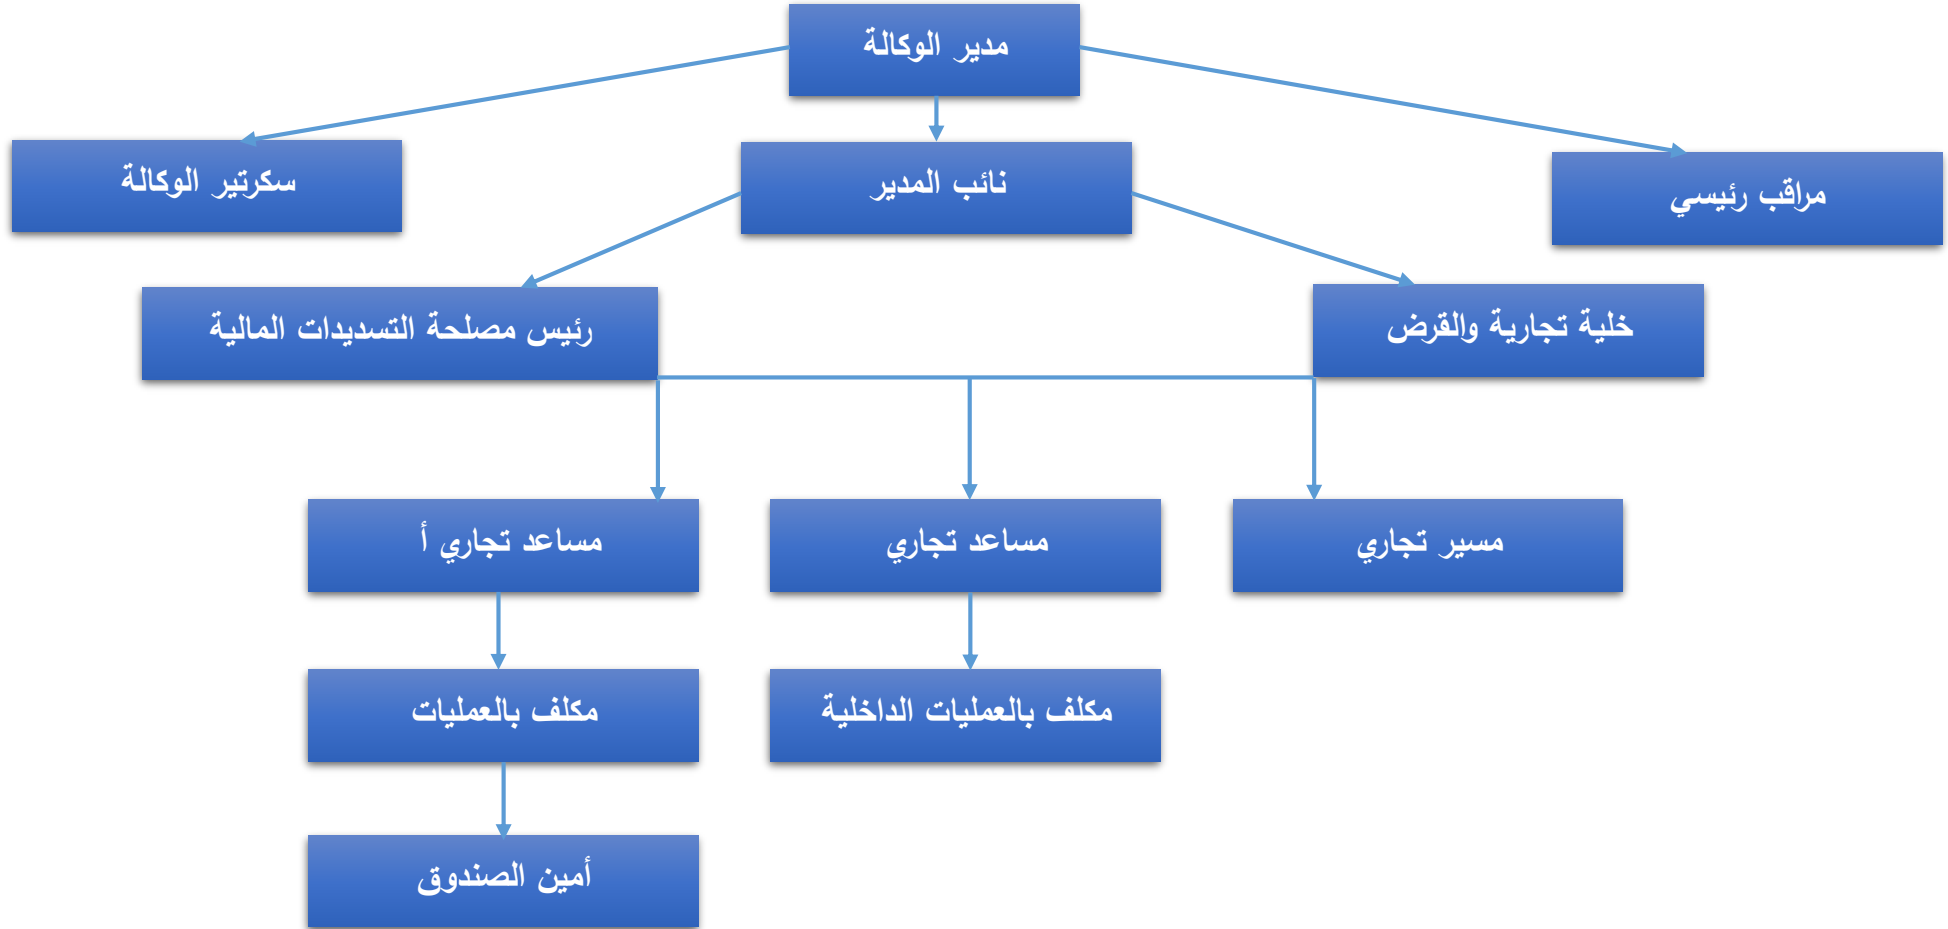 مدير الوكالة
مراقب رئيسي
نائب المدير
سكرتير الوكالة
خلية تجارية والقرض
رئيس مصلحة التسديدات المالية
مسير تجاري
مساعد تجاري
مساعد تجاري أ
مكلف بالعمليات الداخلية
مكلف بالعمليات
أمين الصندوق